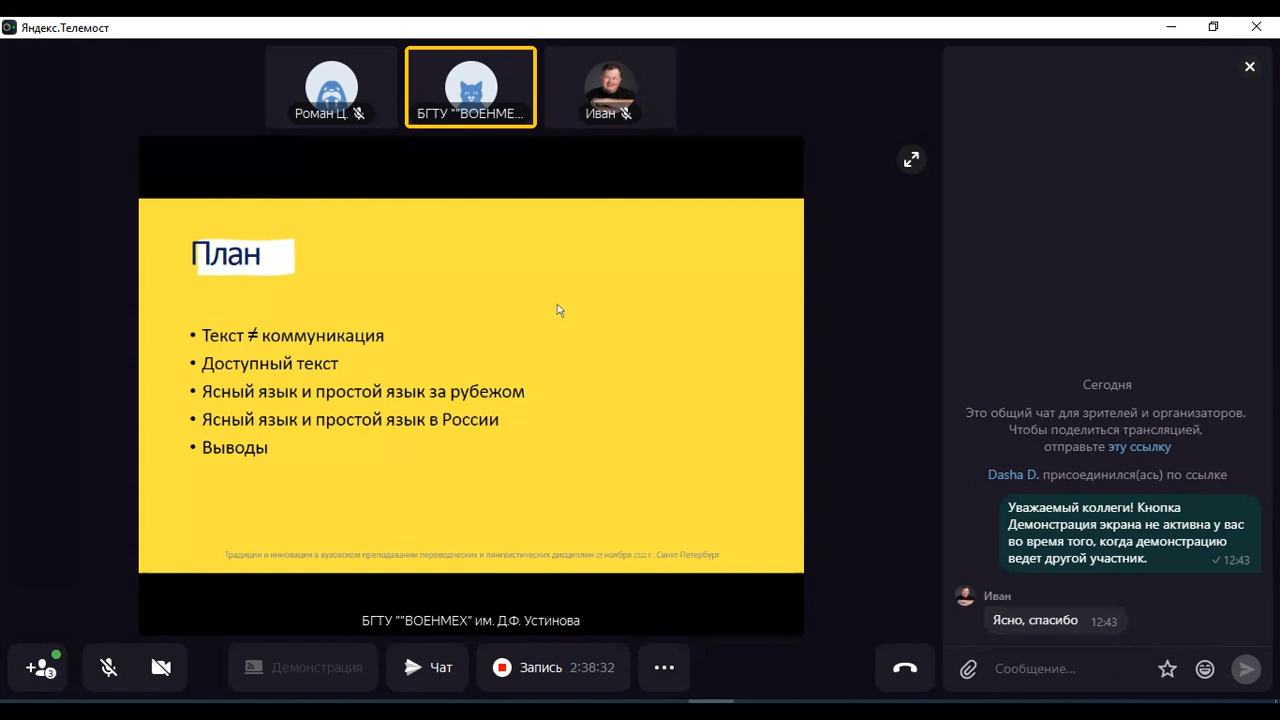 Яндекс.Телемост
Роман Ц.
БГТУ ""ВОЕНМЕ...
Иван
План
• Текст ≠ коммуникация
• Доступный текст
• Ясный язык и простой язык за рубежом
• Ясный язык и простой язык в России
• Выводы
Традиции и инновации в вузовском преподавании переводческих и лингвистических дисциплин 25 ноября 2022 г., Санкт-Петербург
БГТУ ""ВОЕНМЕХ" им. Д.Ф. Устинова
3
Демонстрация
Чат
Запись 2:38:32
Сегодня
Это общий чат для зрителей и организаторов.
Чтобы поделиться трансляцией,
отправьте эту ссылку
Dasha D. присоединился(ась) по ссылке
Уважаемый коллеги! Кнопка
Демонстрация экрана не активна у вас
во время того, когда демонстрацию
ведет другой участник.
12:43
Иван
Ясно, спасибо 12:43
Сообщение...